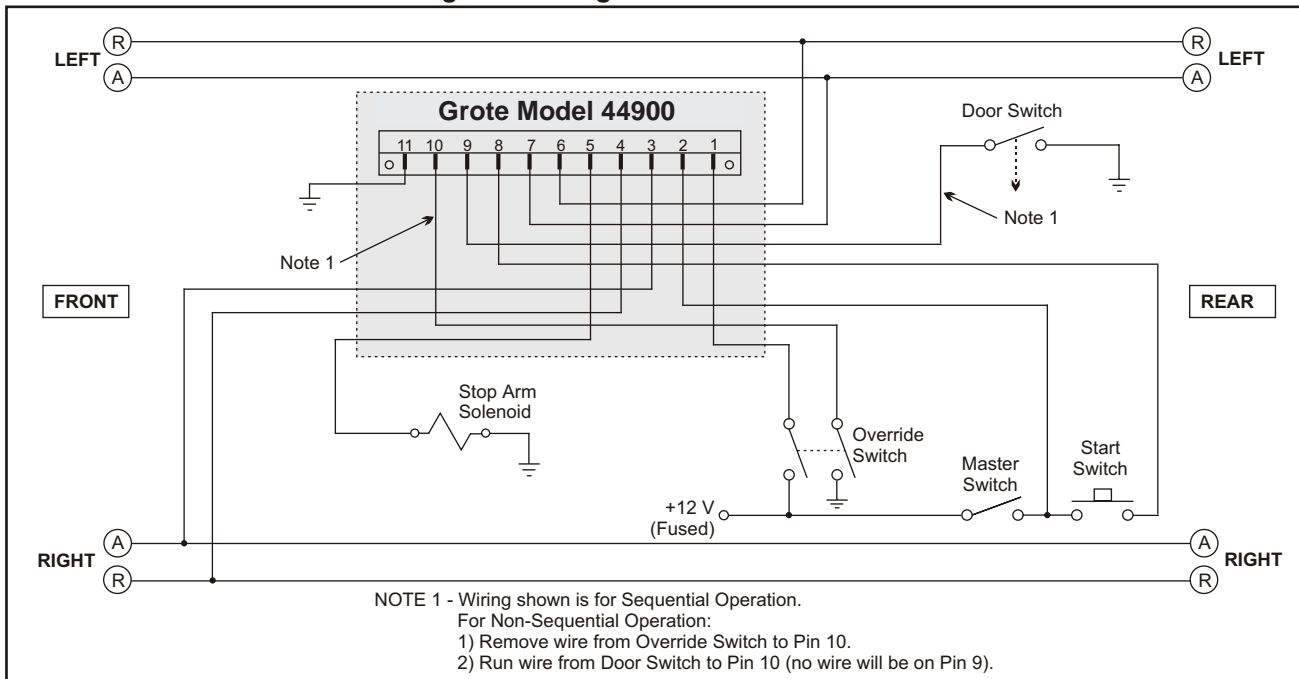 R
LEFT
A
R
LEFT
A
Grote Model 44900
11 10 9 8 7 6 5 4 3 2 1
Door Switch
Note 1
Note 1
FRONT
REAR
Stop Arm
Solenoid
Override
Switch
Master
Switch
Start
Switch
+12 V
(Fused)
A
RIGHT
R
A
RIGHT
R
NOTE 1 - Wiring shown is for Sequential Operation.
For Non-Sequential Operation:
1) Remove wire from Override Switch to Pin 10.
2) Run wire from Door Switch to Pin 10 (no wire will be on Pin 9).